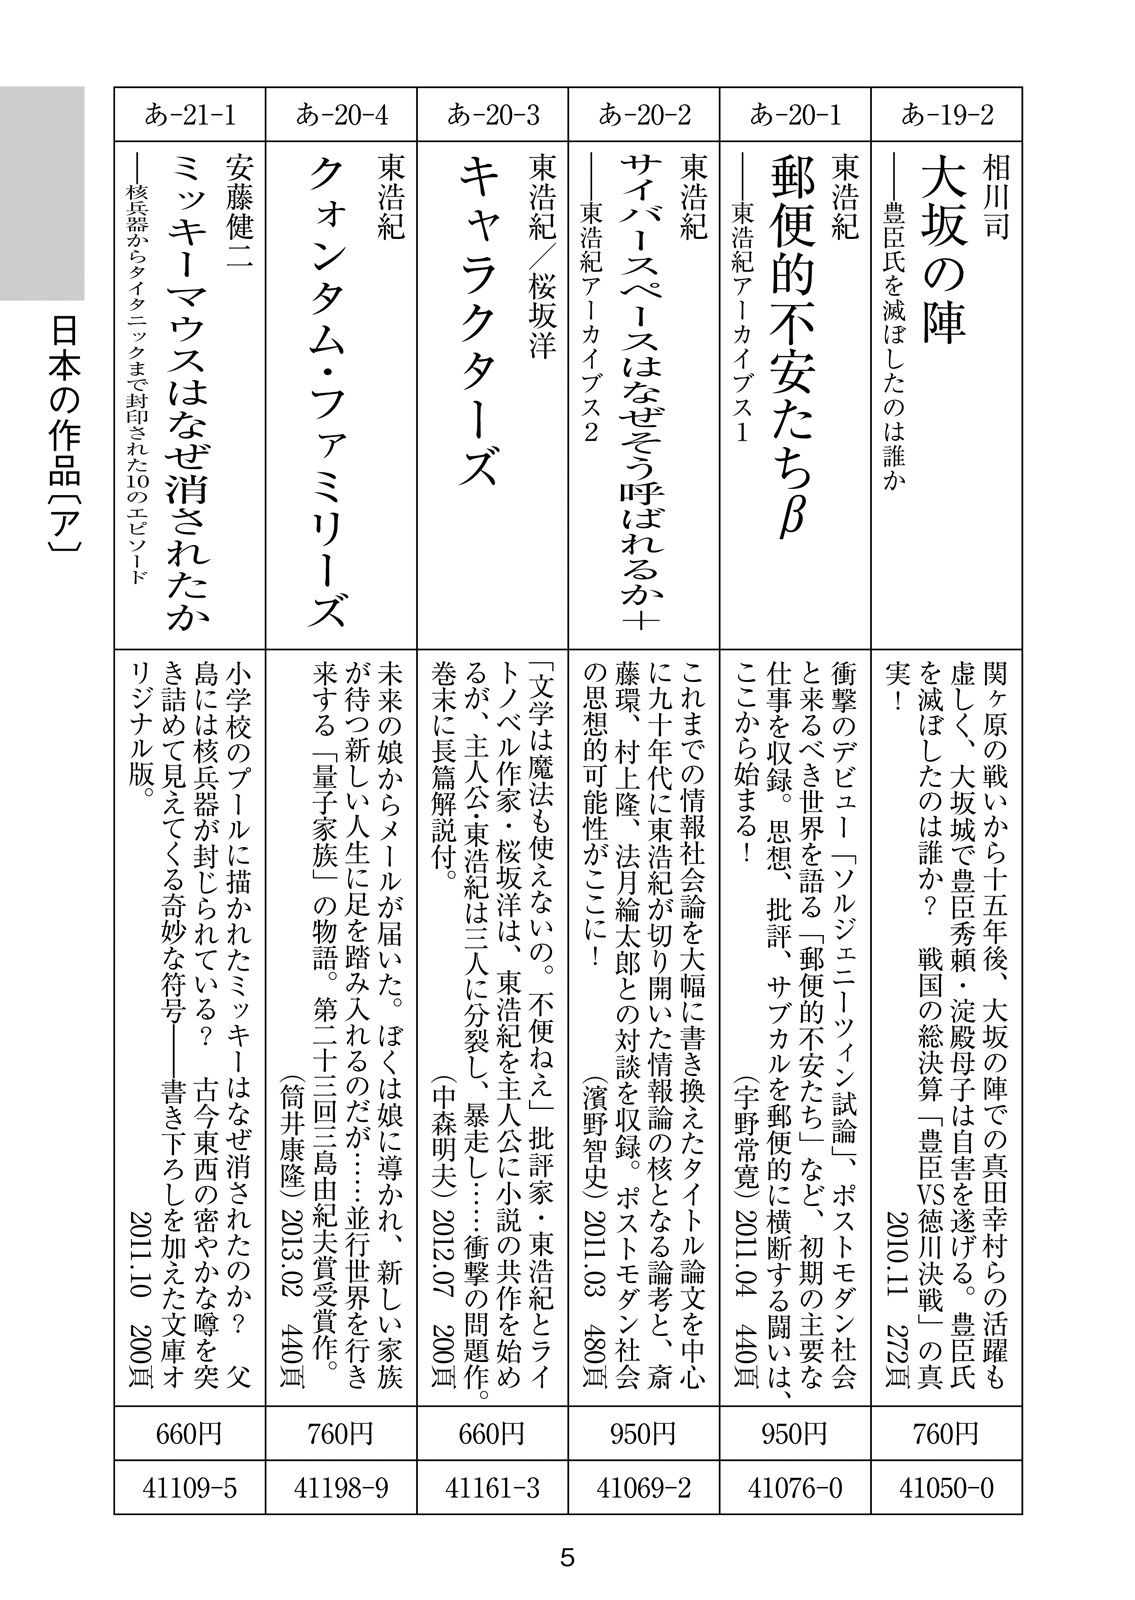 あ-19-2
相川司
大坂の陣
――豊臣氏を滅ぼしたのは誰か
関ヶ原の戦いから十五年後、大坂の陣での真田幸村らの活躍も
虚しく、大坂城で豊臣秀頼・淀殿母子は自害を遂げる。豊臣氏
を滅ぼしたのは誰か？　戦国の総決算「豊臣VS徳川決戦」の真
実！
2010.11　272頁
760円
41050-0
あ-20-1
東浩紀
郵便的不安たちβ
――東浩紀アーカイブス1
衝撃のデビュー「ソルジェニーツィン試論」、ポストモダン社会
と来るべき世界を語る「郵便的不安たち」など、初期の主要な
仕事を収録。思想、批評、サブカルを郵便的に横断する闘いは、
ここから始まる！
（宇野常寛）2011.04　440頁
950円
41076-0
あ-20-2
東浩紀
サイバースペースはなぜそう呼ばれるか＋
――東浩紀アーカイブス2
これまでの情報社会論を大幅に書き換えたタイトル論文を中心
に九十年代に東浩紀が切り開いた情報論の核となる論考と、斎
藤環、村上隆、法月綸太郎との対談を収録。ポストモダン社会
の思想的可能性がここに！
（濱野智史）2011.03　480頁
950円
41069-2
あ-20-3
東浩紀／桜坂洋
キャラクターズ
「文学は魔法も使えないの。不便ねえ」批評家・東浩紀とライ
トノベル作家・桜坂洋は、東浩紀を主人公に小説の共作を始め
るが、主人公・東浩紀は三人に分裂し、暴走し……衝撃の問題作。
巻末に長篇解説付。
（中森明夫）2012.07　200頁
660円
41161-3
あ-20-4
東浩紀
クォンタム・ファミリーズ
未来の娘からメールが届いた。ぼくは娘に導かれ、新しい家族
が待つ新しい人生に足を踏み入れるのだが……並行世界を行き
来する「量子家族」の物語。第二十三回三島由紀夫賞受賞作。
（筒井康隆）2013.02　440頁
760円
41198-9
あ-21-1
安藤健二
ミッキーマウスはなぜ消されたか
――核兵器からタイタニックまで封印された10のエピソード
小学校のプールに描かれたミッキーはなぜ消されたのか？　父
島には核兵器が封じられている？　古今東西の密やかな噂を突
き詰めて見えてくる奇妙な符号――書き下ろしを加えた文庫オ
リジナル版。
2011.10　200頁
660円
41109-5
日本の作品〔ア〕
5